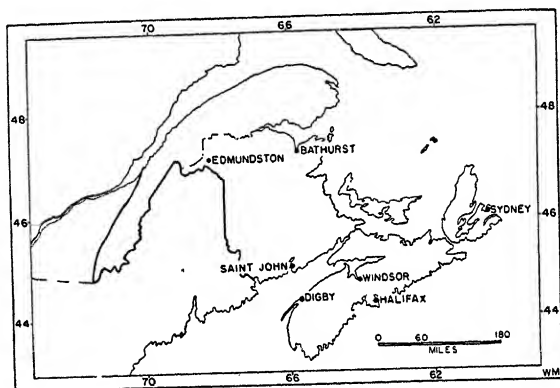 70 66 62
48 48
EDMUNDSTON
BATHURST
SYDNEY
46 46
SAINT JOHN
WINDSOR
DIGBY
HALIFAX
44 44
0 60 180
MILES
70 66 62
WM